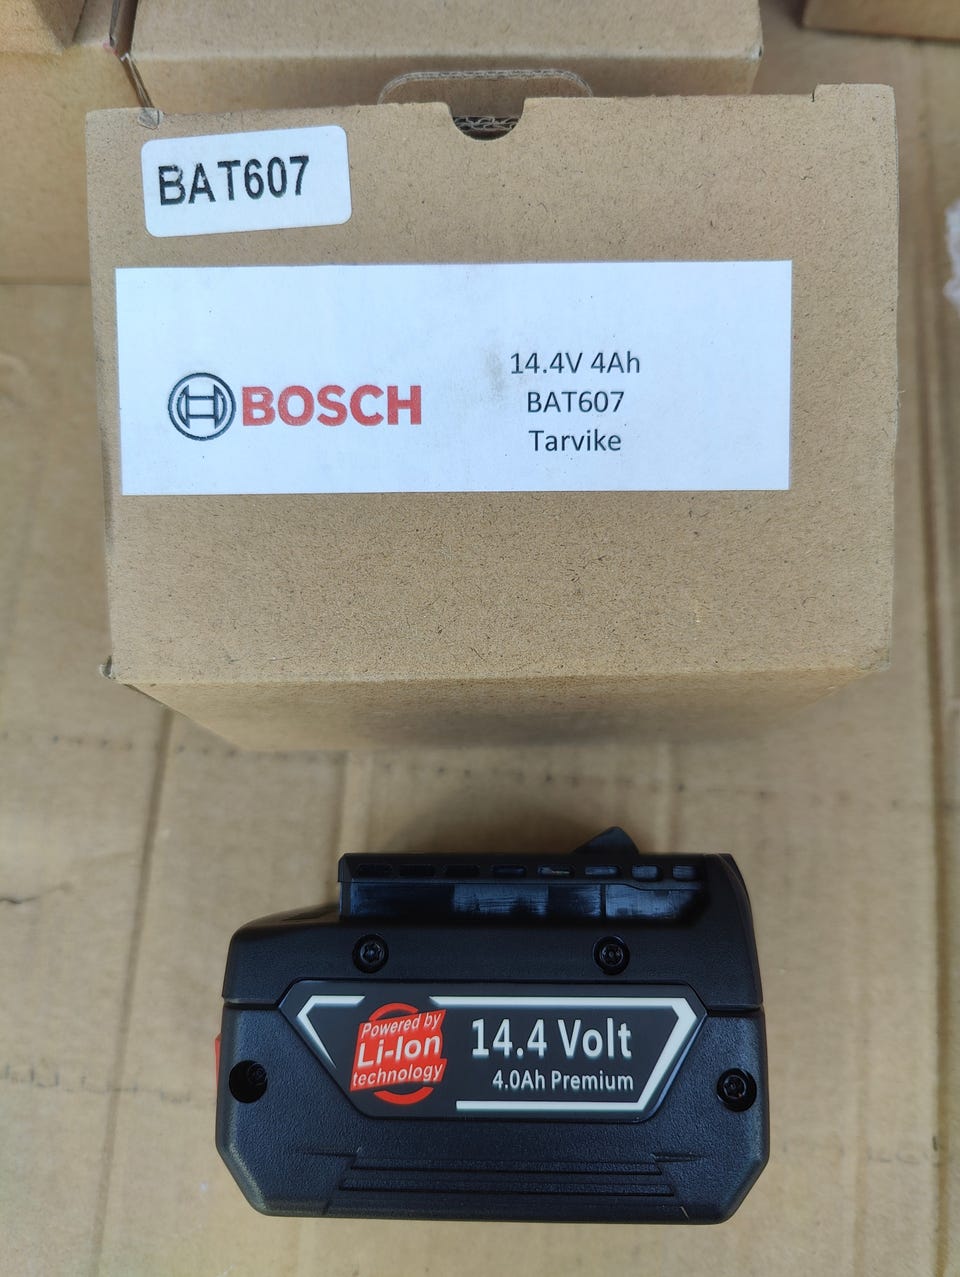 BAT607
BOSCH
14.4V 4Ah
BAT607
Tarvike
Powered by
Li-Ion
technology
14.4 Volt
4.0Ah Premium